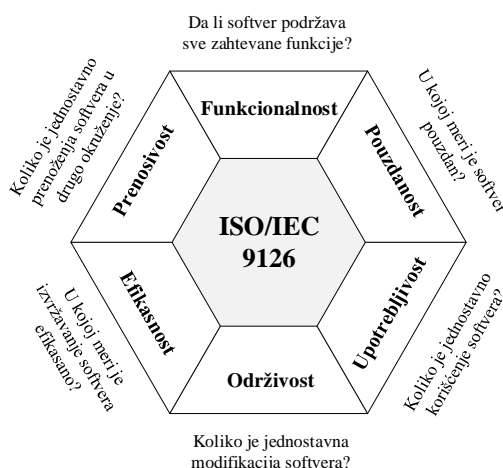 Da li softver podržava
sve zahtevane funkcije?
Funkcionalnost
U kojoj meri je softver
pouzdan?
Pouzdanost
Koliko je jednostavno
korišćenje softvera?
Upotrebljivost
Koliko je jednostavna
modifikacija softvera?
Održivost
U kojoj meri je
izvržavanje softvera
efikasano?
Efikasnost
Koliko je jednostavno
prenoženja softvera u
drugo okruženje?
Prenosivost
ISO/IEC
9126